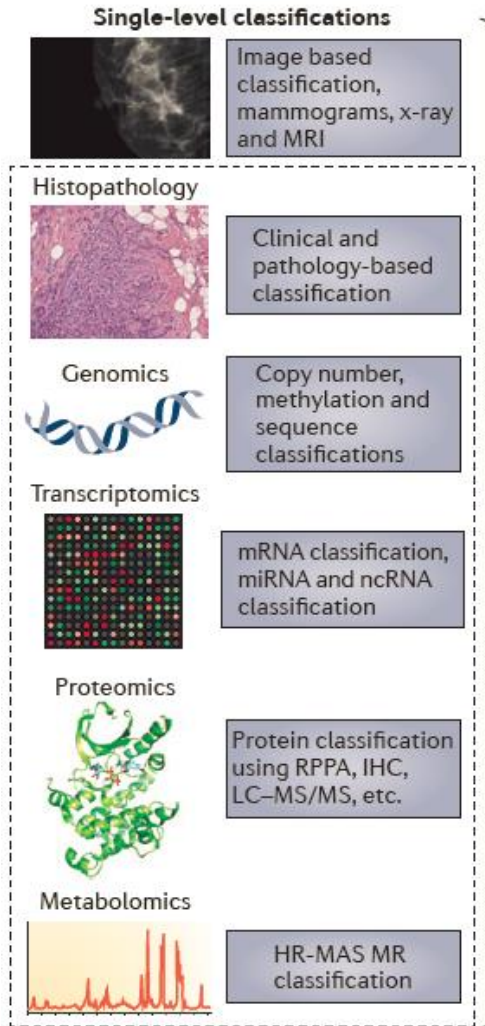 Single-level classifications
Image based
classification,
mammograms, x-ray
and MRI
Histopathology
Clinical and
pathology-based
classification
Genomics
Copy number,
methylation and
sequence
classifications
Transcriptomics
mRNA classification,
miRNA and ncRNA
classification
Proteomics
Protein classification
using RPPA, IHC,
LC–MS/MS, etc.
Metabolomics
HR-MAS MR
classification